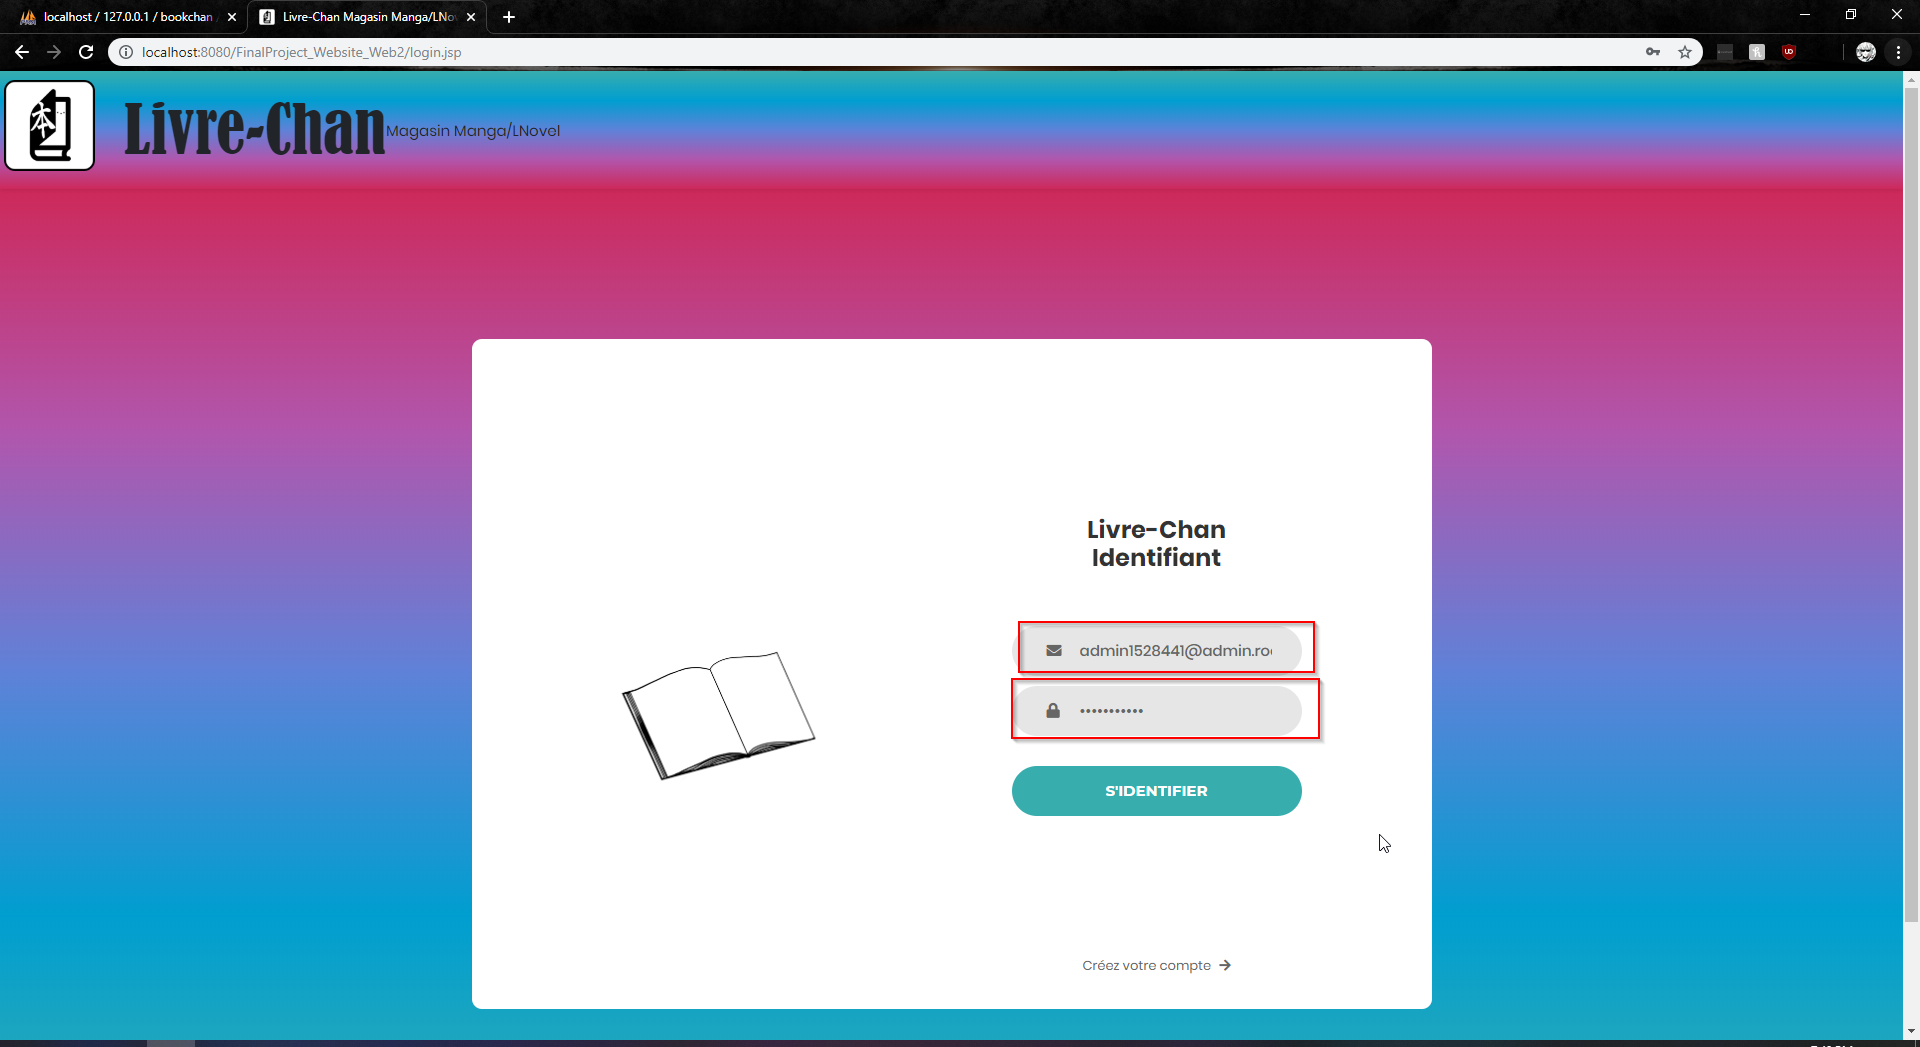 localhost / 127.0.0.1 / bookchan
Livre-Chan Magasin Manga/LNo
localhost:8080/FinalProject_Website_Web2/login.jsp
本
Livre-Chan Magasin Manga/LNovel
Livre-Chan
Identifiant
admin1528441@admin.ro
•••••••••••
S'IDENTIFIER
Créez votre compte